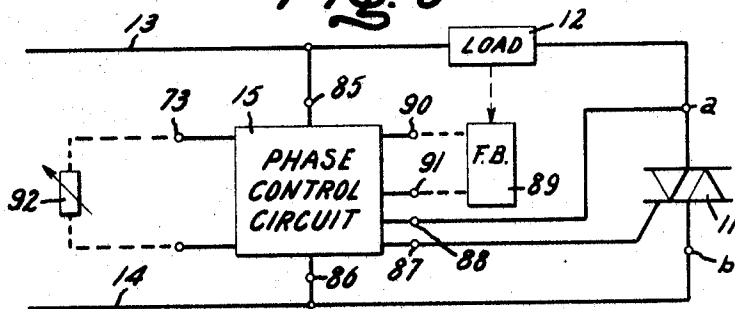 13
12
LOAD
85
73
15
90
a
PHASE
CONTROL
CIRCUIT
F.B.
91
89
92
11
88
87
86
b
14